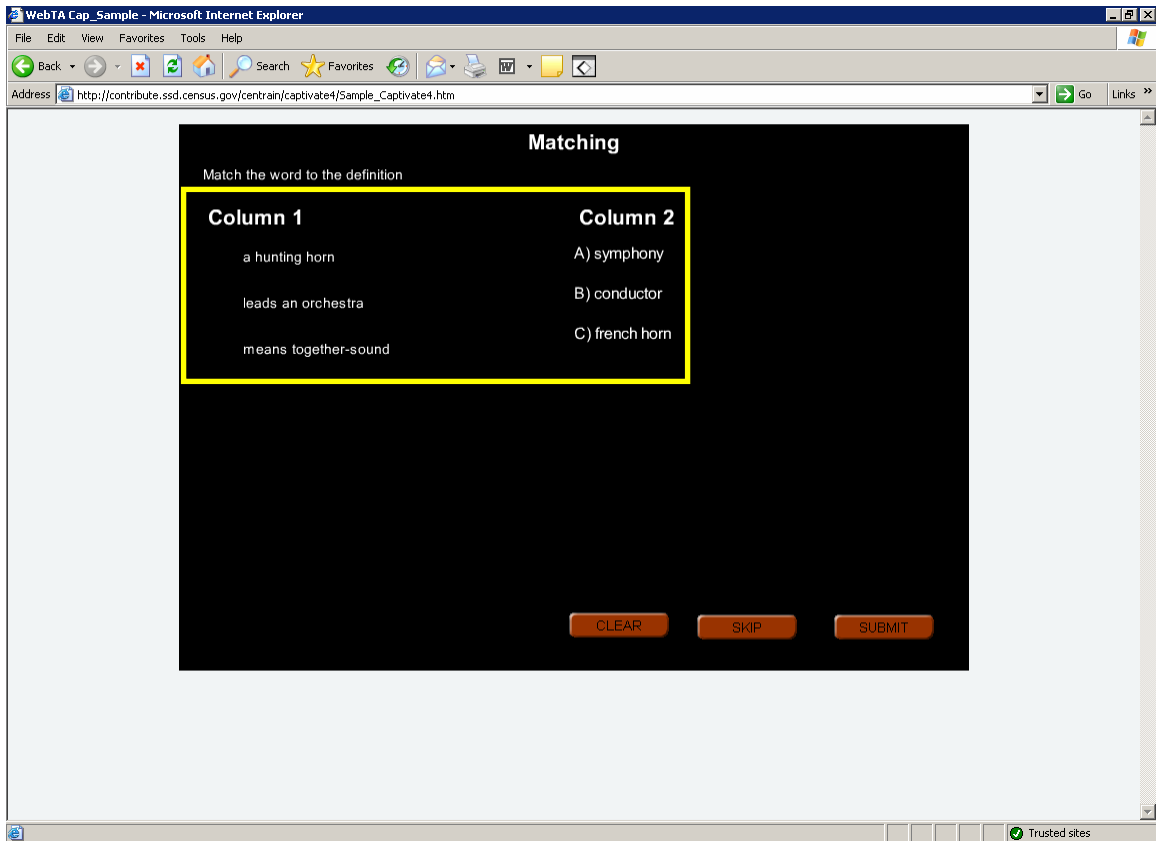 WebTA Cap_Sample - Microsoft Internet Explorer
File Edit View Favorites Tools Help
Back Search Favorites
Address http://contribute.ssd.census.gov/centrain/captivate4/Sample_Captivate4.htm Go Links »
Matching
Match the word to the definition
Column 1 Column 2
a hunting horn A) symphony
leads an orchestra B) conductor
means together-sound C) french horn
CLEAR SKIP SUBMIT
Trusted sites